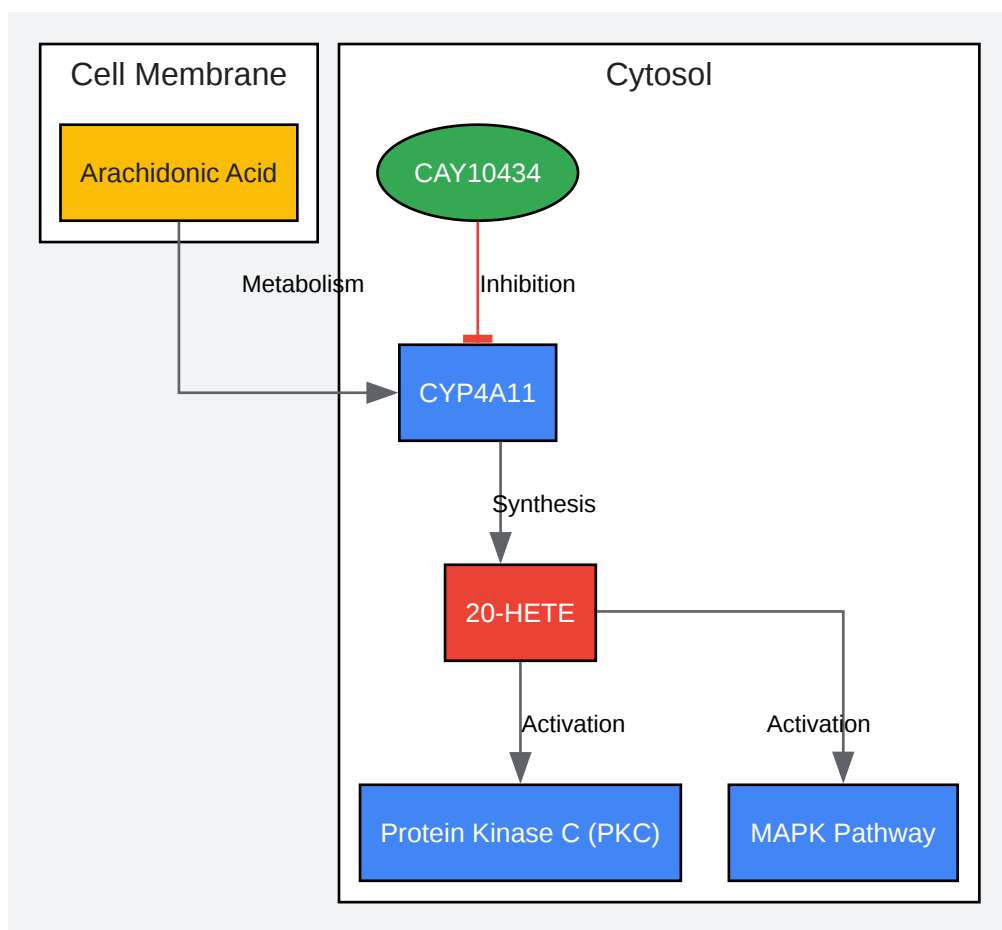 Cell Membrane
Cytosol
Arachidonic Acid
CAY10434
Metabolism
Inhibition
CYP4A11
Synthesis
20-HETE
Activation
Activation
Protein Kinase C (PKC)
MAPK Pathway